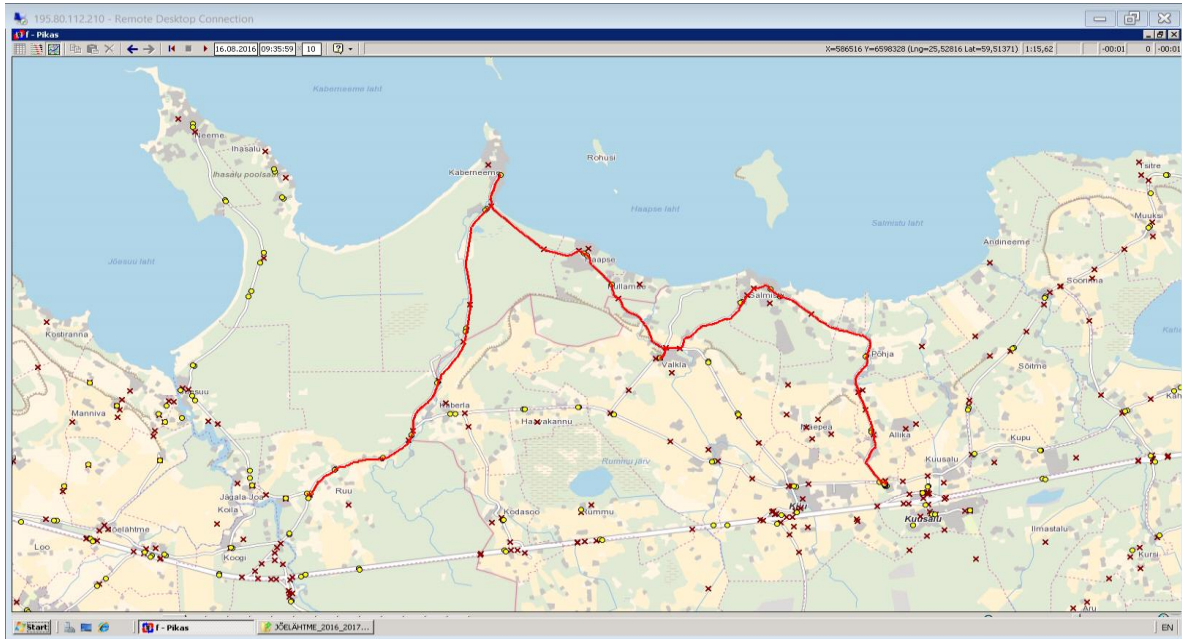 195.80.112.210 - Remote Desktop Connection
f - Pikas
16.08.2016 09:35:59 10
X=586516 Y=6598328 (Lng=25,52816 Lat=59,51371) 1:15,62 -00:01 0 -00:01
Kaberneeme laht
Neeme
Ihasalu
Ihasalu poolsaar
Kaberneeme
Rohusi
Haapse laht
Salmistu laht
Jõesuu laht
Haapse
Andineeme
Muuksi
Soorinna
Kostiranna
Põhja
Valkla
Sõitme
Manniva
Kaberla
Haavakannu
Allika
Kuusalu
Kupu
Rummu järv
Jägala-Joa
Ruu
Koila
Kodasoo
Rummu
Kiiu
Kuusalu
Ilmastalu
Jõelähtme
Loo
Koogi
Kursi
Aru
Start
f - Pikas
JÕELÄHTME_2016_2017...
EN